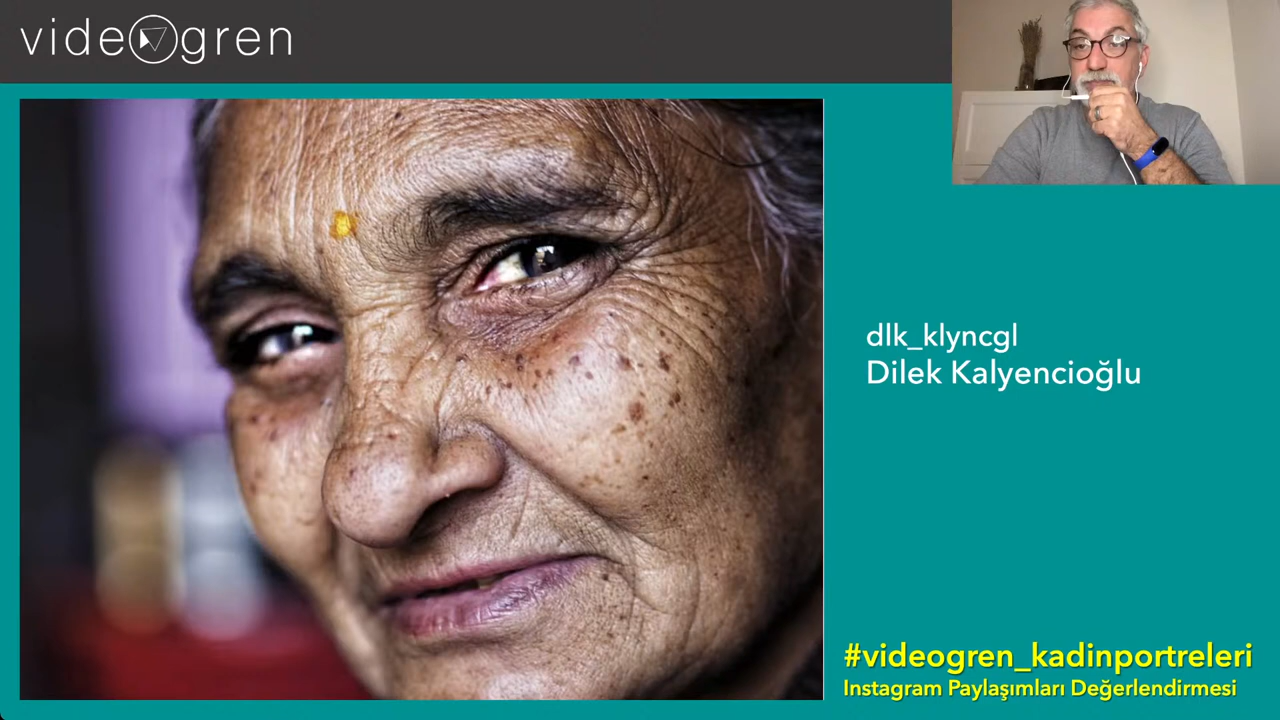 videogren
dlk_klyncgl
Dilek Kalyencioğlu
#videogren_kadinportreleri
Instagram Paylaşımları Değerlendirmesi